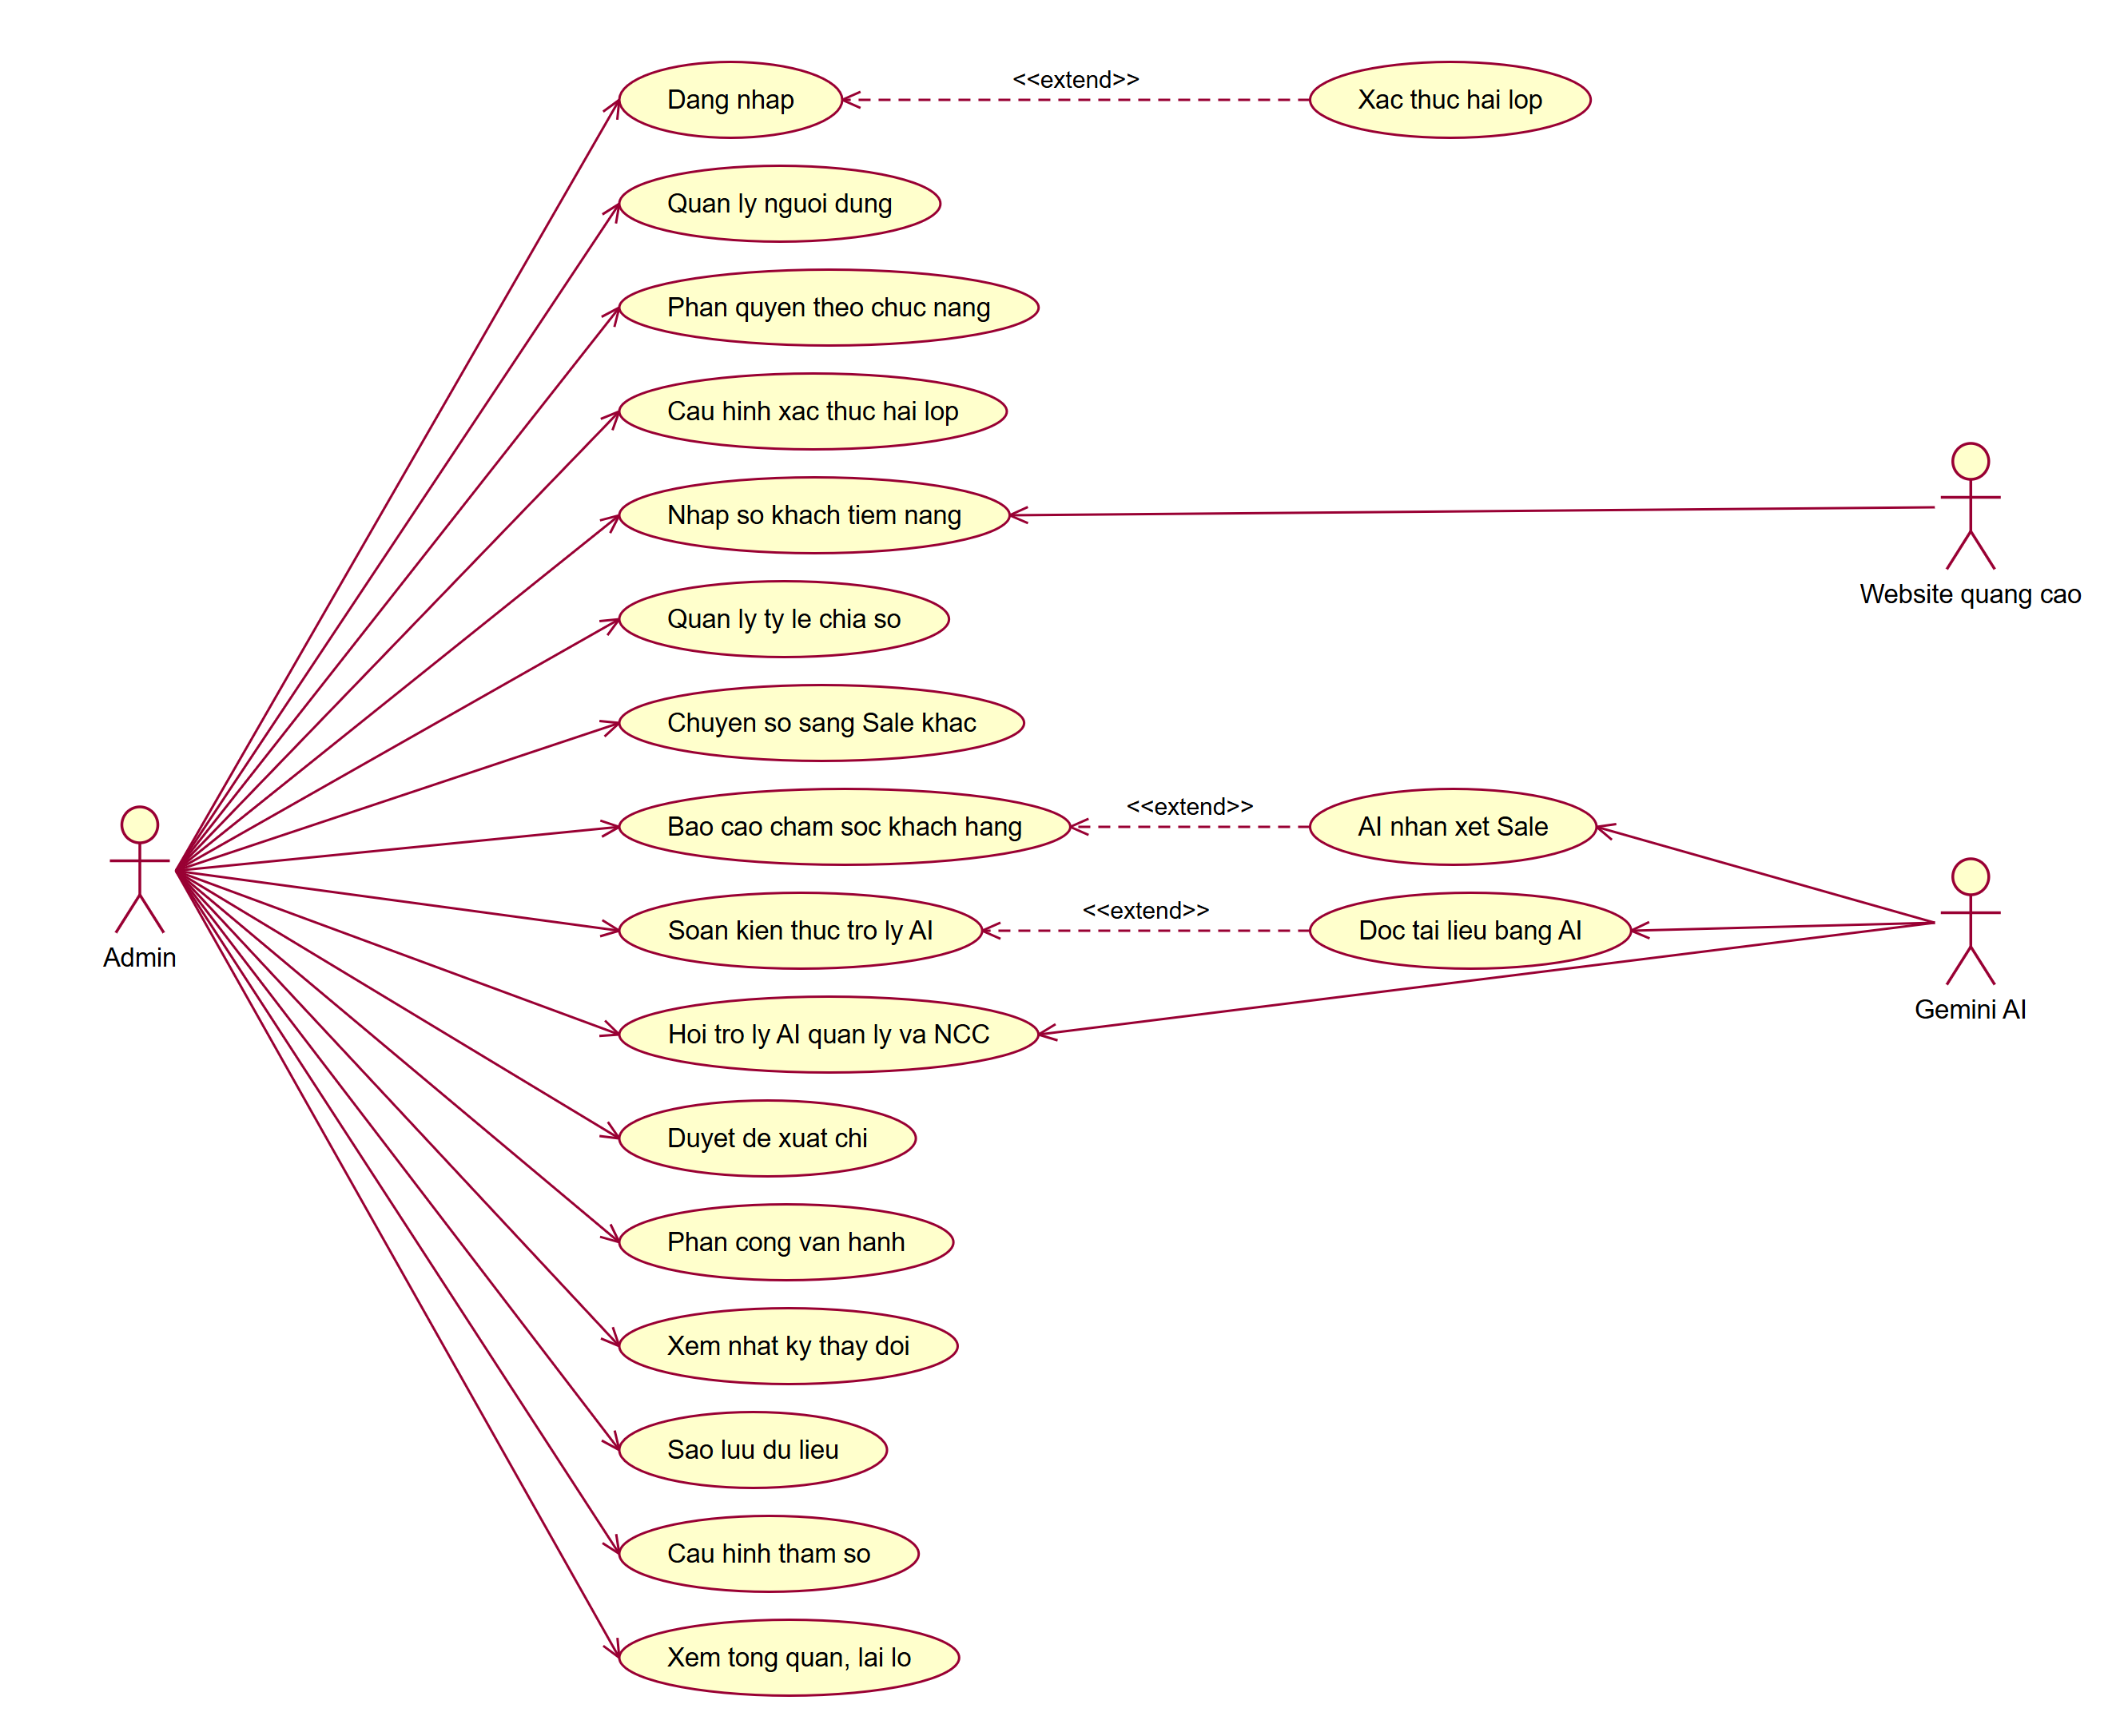 Dang nhap
<<extend>>
Xac thuc hai lop
Quan ly nguoi dung
Phan quyen theo chuc nang
Cau hinh xac thuc hai lop
Nhap so khach tiem nang
Website quang cao
Quan ly ty le chia so
Chuyen so sang Sale khac
Bao cao cham soc khach hang
<<extend>>
AI nhan xet Sale
Admin
Soan kien thuc tro ly AI
<<extend>>
Doc tai lieu bang AI
Gemini AI
Hoi tro ly AI quan ly va NCC
Duyet de xuat chi
Phan cong van hanh
Xem nhat ky thay doi
Sao luu du lieu
Cau hinh tham so
Xem tong quan, lai lo